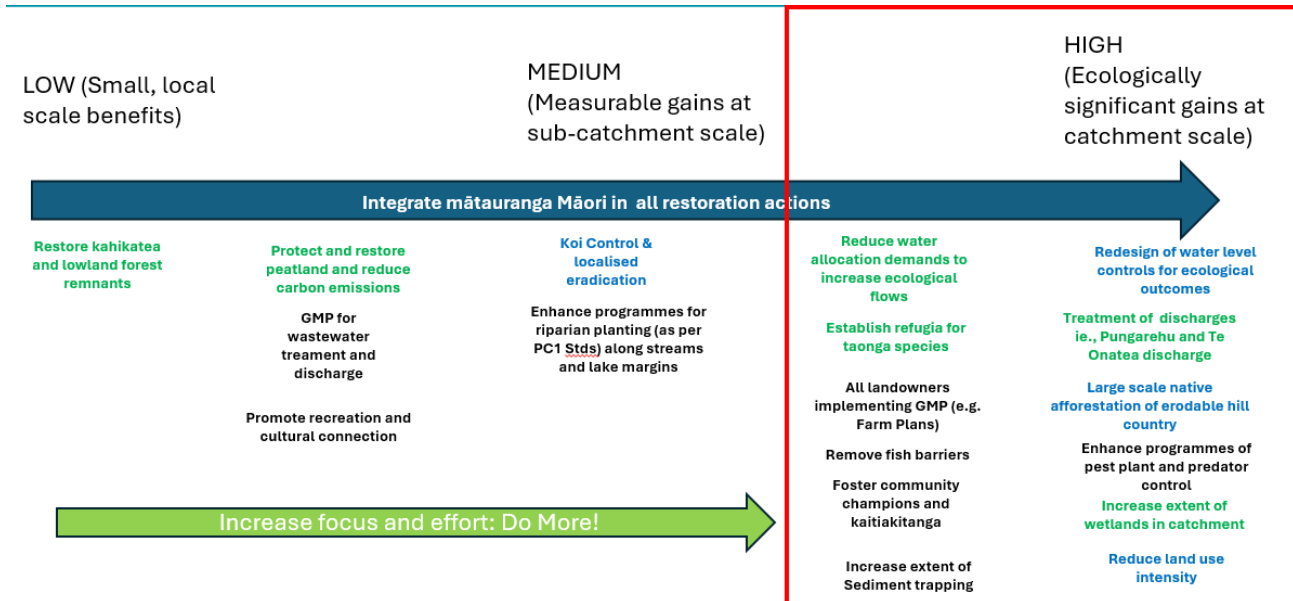 LOW (Small, local
scale benefits)
MEDIUM
(Measurable gains at
sub-catchment scale)
HIGH
(Ecologically
significant gains at
catchment scale)
Integrate mātauranga Māori in all restoration actions
Restore kahikatea
and lowland forest
remnants
Protect and restore
peatland and reduce
carbon emissions
GMP for
wastewater
treament and
discharge
Promote recreation and
cultural connection
Koi Control &
localised
eradication
Enhance programmes for
riparian planting (as per
PC1 Stds) along streams
and lake margins
Reduce water
allocation demands to
increase ecological
flows
Establish refugia for
taonga species
All landowners
implementing GMP (e.g.
Farm Plans)
Remove fish barriers
Foster community
champions and
kaitiakitanga
Increase extent of
Sediment trapping
Redesign of water level
controls for ecological
outcomes
Treatment of discharges
ie., Pungarehu and Te
Onatea discharge
Large scale native
afforestation of erodable hill
country
Enhance programmes of
pest plant and predator
control
Increase extent of
wetlands in catchment
Reduce land use
intensity
Increase focus and effort: Do More!